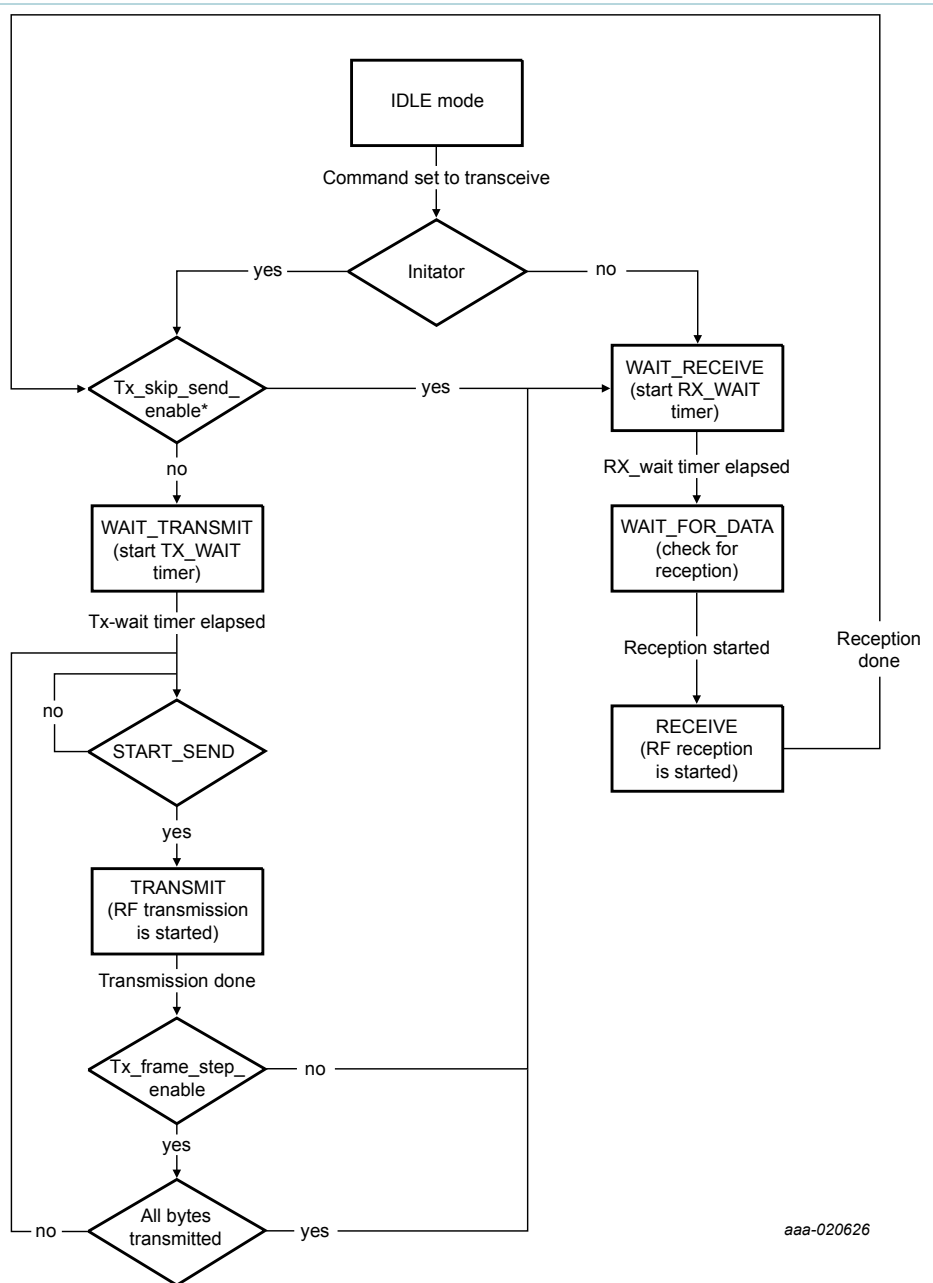 IDLE mode
Command set to transceive
Initator
yes
no
Tx_skip_send_
enable*
yes
no
WAIT_RECEIVE
(start RX_WAIT
timer)
RX_wait timer elapsed
WAIT_TRANSMIT
(start TX_WAIT
timer)
WAIT_FOR_DATA
(check for
reception)
Tx-wait timer elapsed
Reception started
Reception
done
no
START_SEND
RECEIVE
(RF reception
is started)
yes
TRANSMIT
(RF transmission
is started)
Transmission done
Tx_frame_step_
enable
no
yes
All bytes
transmitted
no
yes
aaa-020626